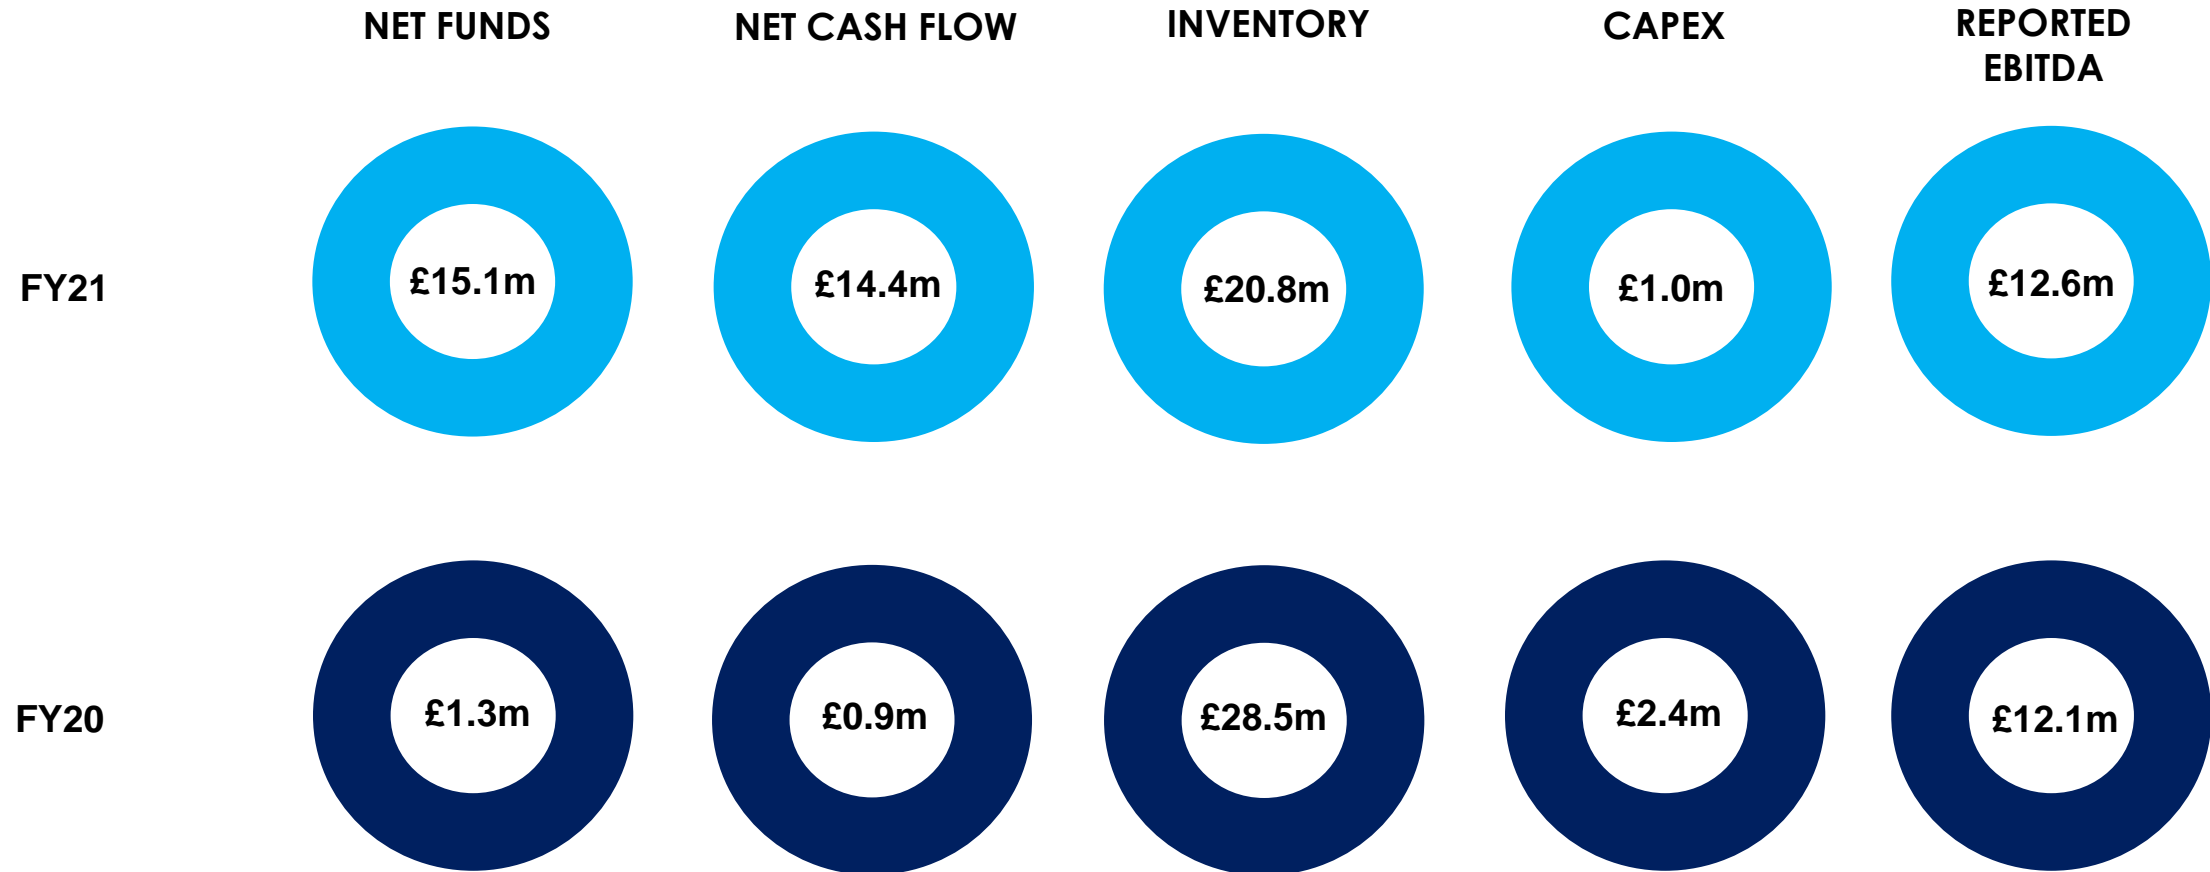 NET FUNDS
NET CASH FLOW
INVENTORY
CAPEX
REPORTED
EBITDA
FY21
£15.1m
£14.4m
£20.8m
£1.0m
£12.6m
FY20
£1.3m
£0.9m
£28.5m
£2.4m
£12.1m